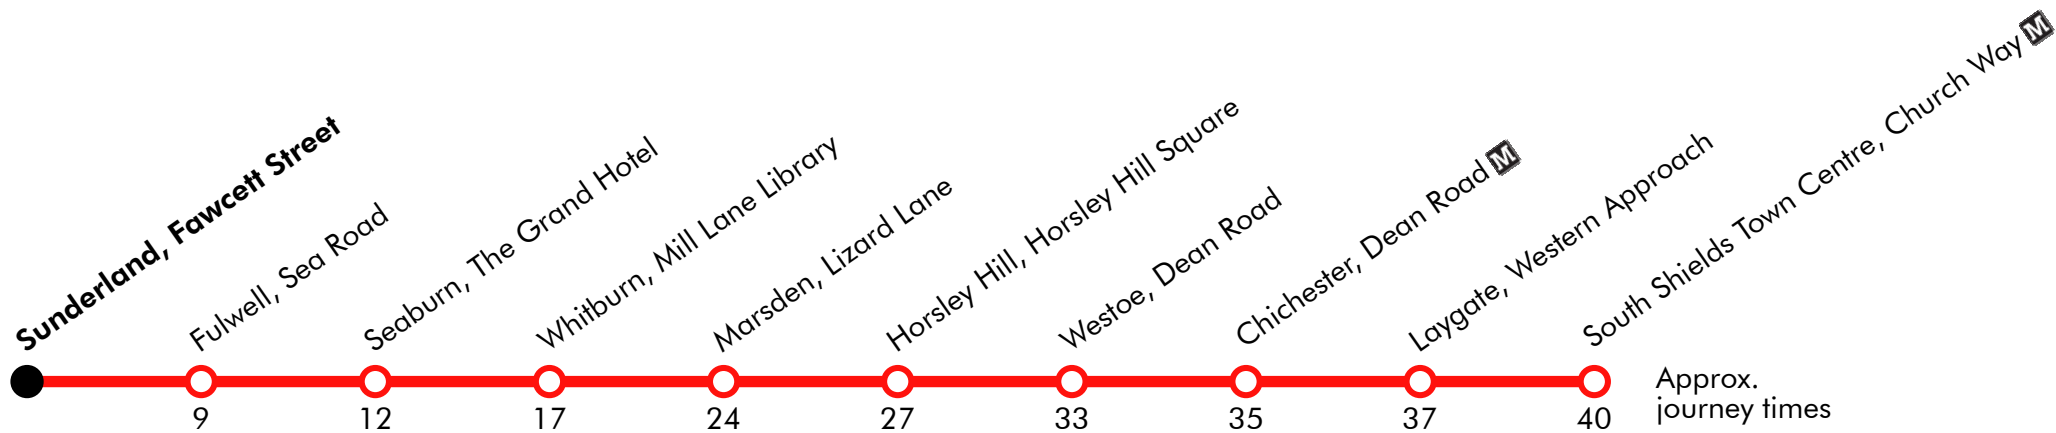 Sunderland, Fawcett Street
Fulwell, Sea Road
Seaburn, The Grand Hotel
Whitburn, Mill Lane Library
Marsden, Lizard Lane
Horsley Hill, Horsley Hill Square
Westoe, Dean Road
Chichester, Dean Road M
Laygate, Western Approach
South Shields Town Centre, Church Way M
9 12 17 24 27 33 35 37 40
Approx.
journey times